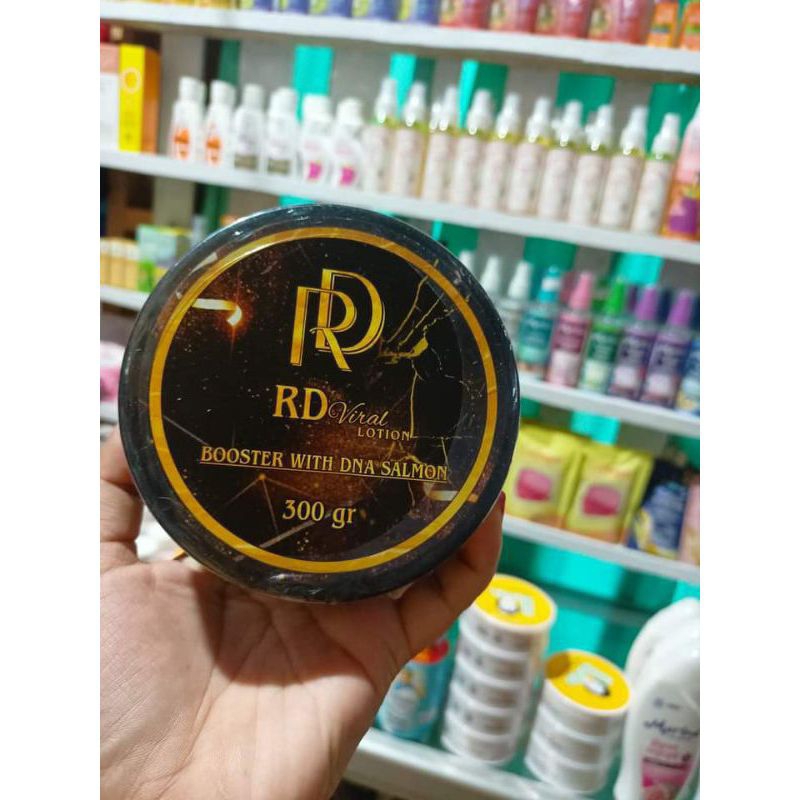 RD
RD Viral
LOTION
BOOSTER WITH DNA SALMON
300 gr